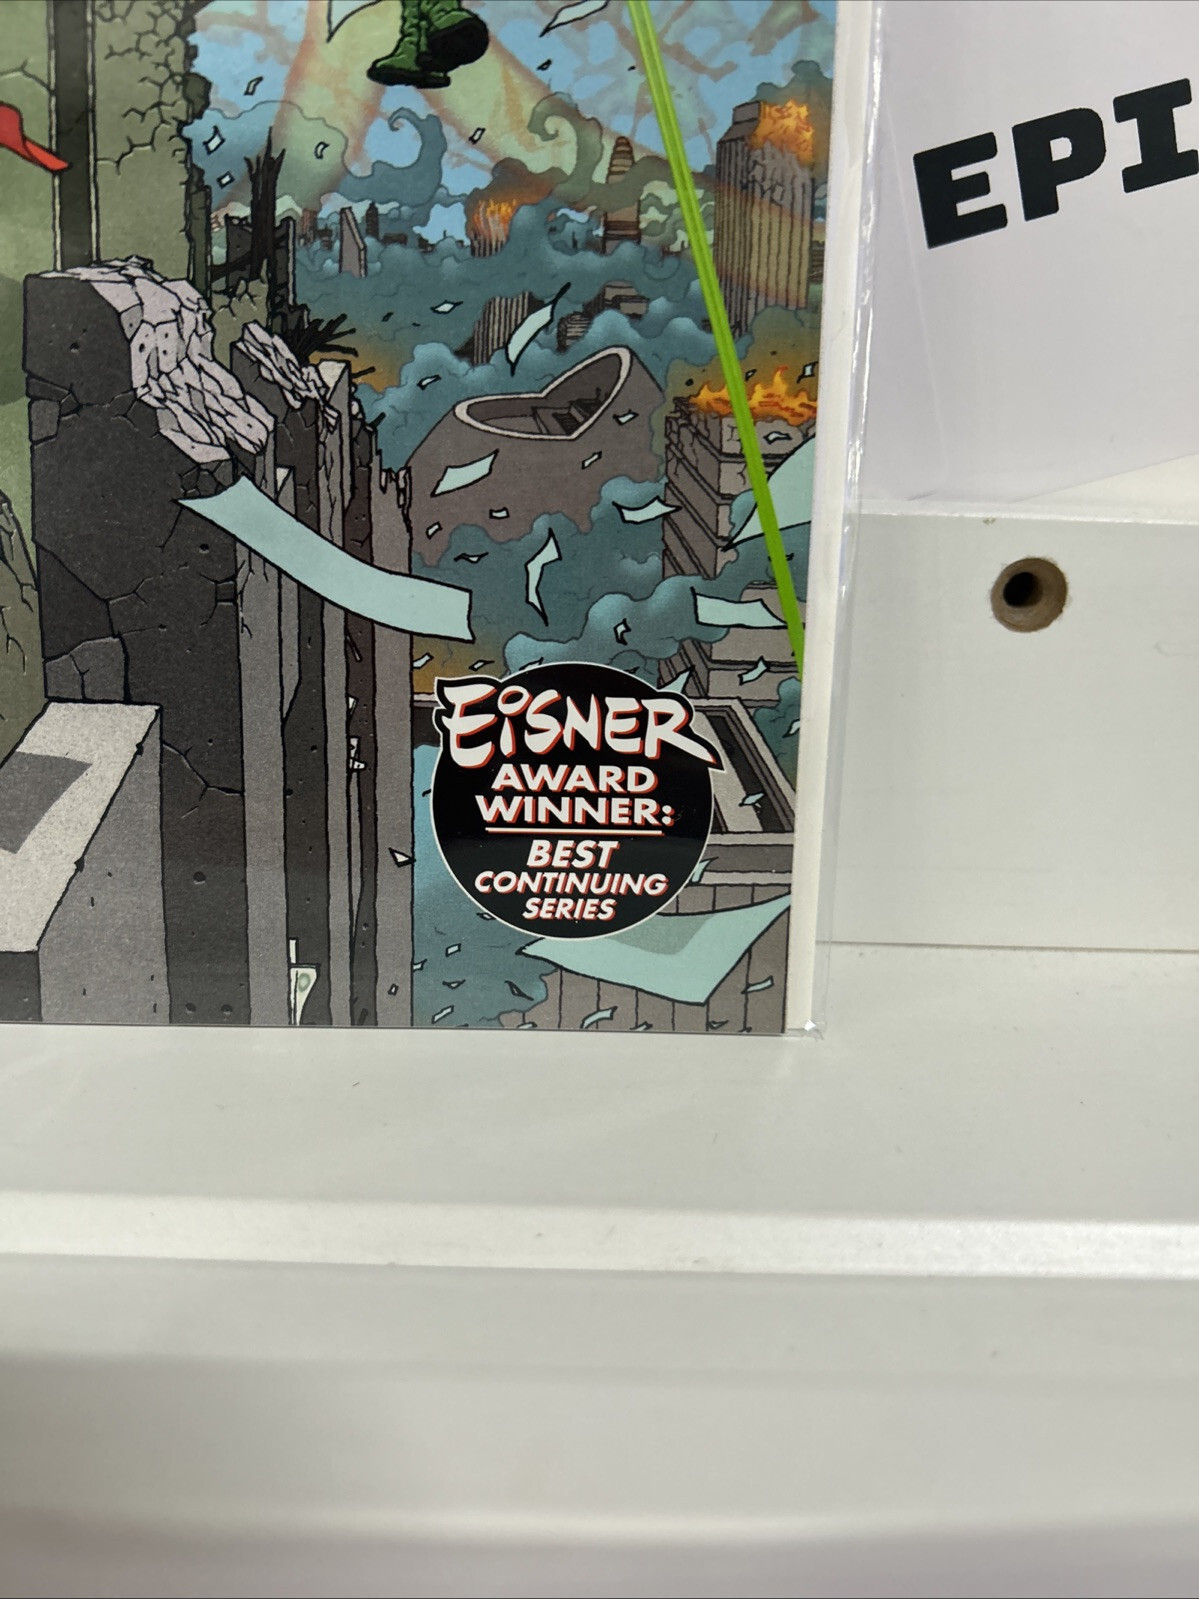 EPI
EiSNER
AWARD
WINNER:
BEST
CONTINUING
SERIES